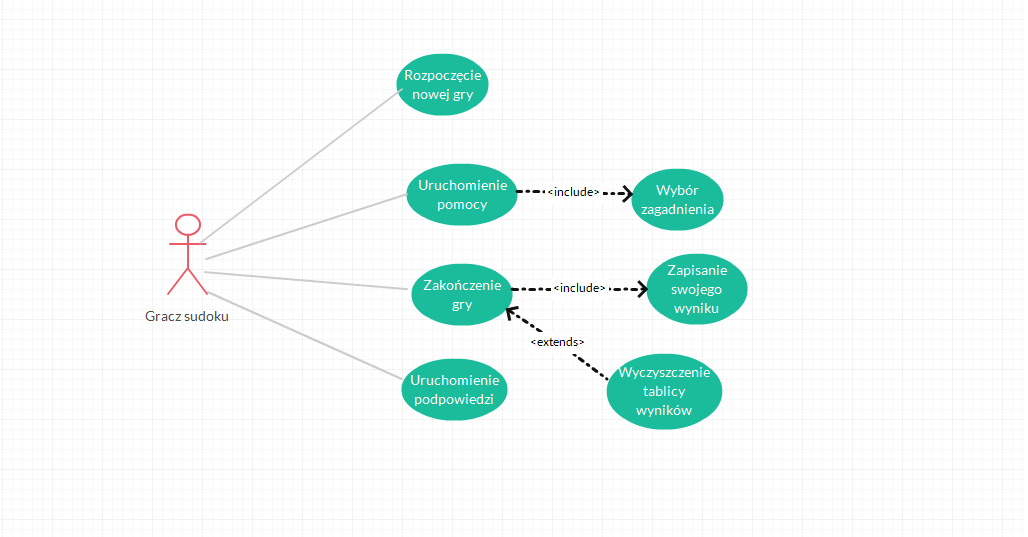 Rozpoczęcie
nowej gry
Uruchomienie
pomocy
<include>
Wybór
zagadnienia
Gracz sudoku
Zakończenie
gry
<include>
Zapisanie
swojego
wyniku
<extends>
Uruchomienie
podpowiedzi
Wyczyszczenie
tablicy
wyników